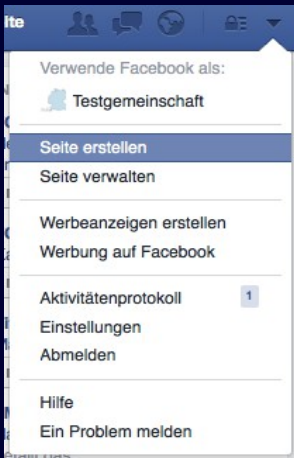 ite
Verwende Facebook als:
Testgemeinschaft
Seite erstellen
Seite verwalten
Werbeanzeigen erstellen
Werbung auf Facebook
Aktivitätenprotokoll 1
Einstellungen
Abmelden
Hilfe
Ein Problem melden